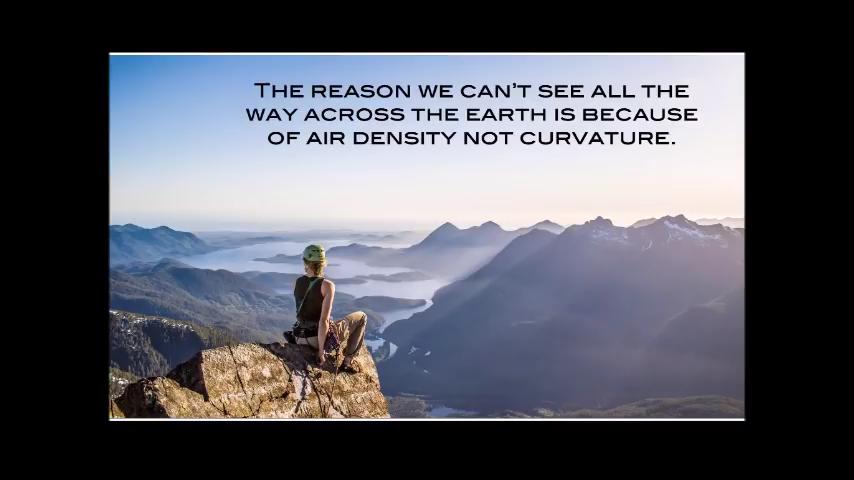 THE REASON WE CAN'T SEE ALL THE
WAY ACROSS THE EARTH IS BECAUSE
OF AIR DENSITY NOT CURVATURE.